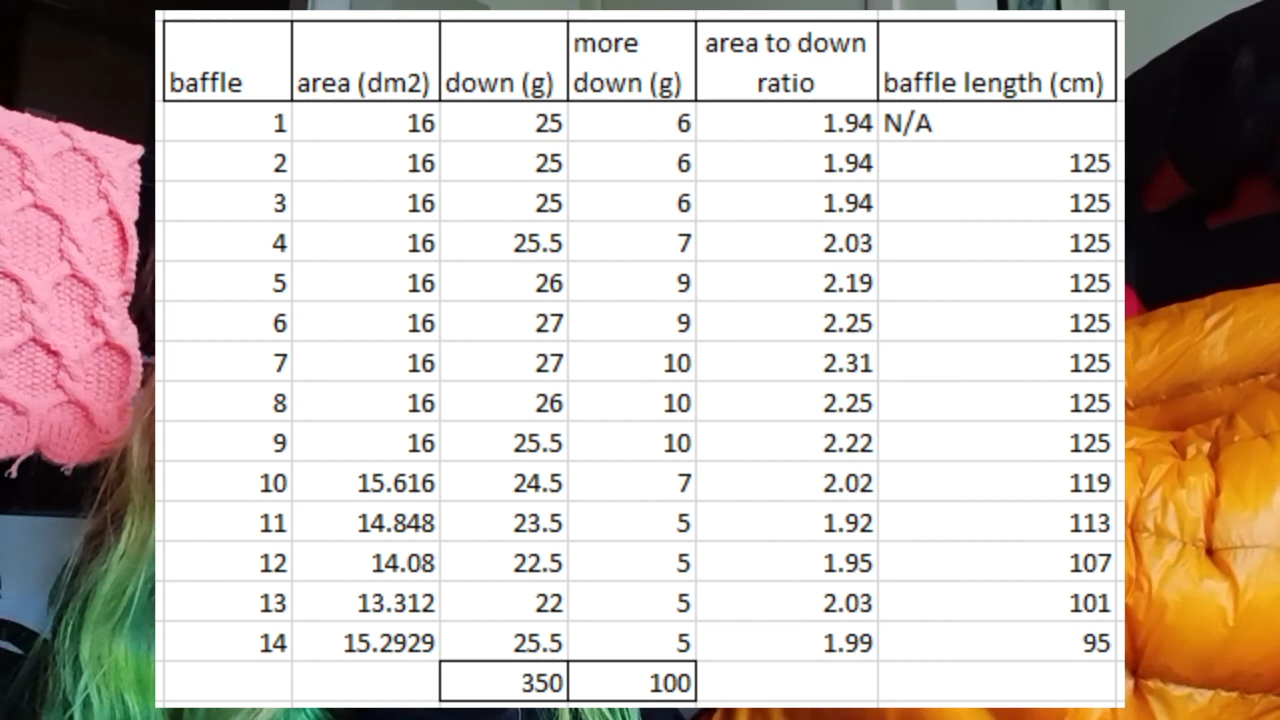 baffle area (dm2) down (g) more down (g) area to down ratio baffle length (cm)
1 16 25 6 1.94 N/A
2 16 25 6 1.94 125
3 16 25 6 1.94 125
4 16 25.5 7 2.03 125
5 16 26 9 2.19 125
6 16 27 9 2.25 125
7 16 27 10 2.31 125
8 16 26 10 2.25 125
9 16 25.5 10 2.22 125
10 15.616 24.5 7 2.02 119
11 14.848 23.5 5 1.92 113
12 14.08 22.5 5 1.95 107
13 13.312 22 5 2.03 101
14 15.2929 25.5 5 1.99 95
350 100